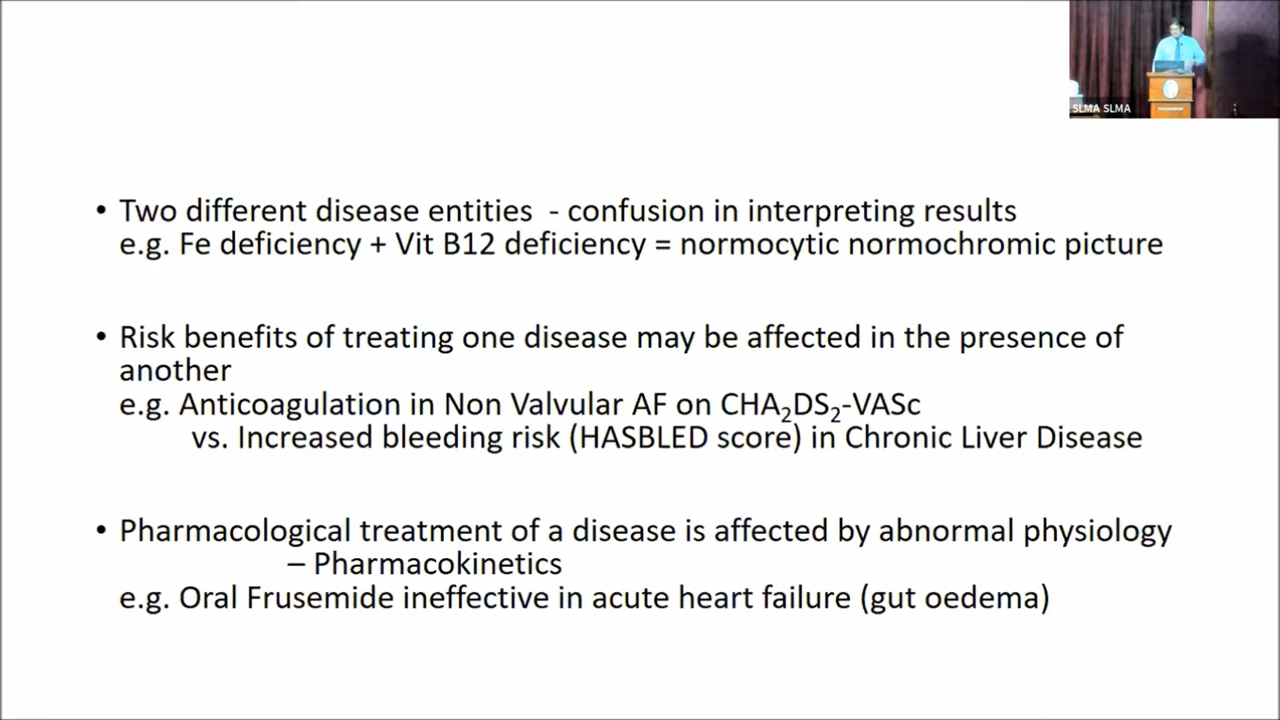 SLMA SLMA
• Two different disease entities - confusion in interpreting results
e.g. Fe deficiency + Vit B12 deficiency = normocytic normochromic picture
• Risk benefits of treating one disease may be affected in the presence of
another
e.g. Anticoagulation in Non Valvular AF on CHA₂DS₂-VASc
vs. Increased bleeding risk (HASBLED score) in Chronic Liver Disease
• Pharmacological treatment of a disease is affected by abnormal physiology
– Pharmacokinetics
e.g. Oral Frusemide ineffective in acute heart failure (gut oedema)